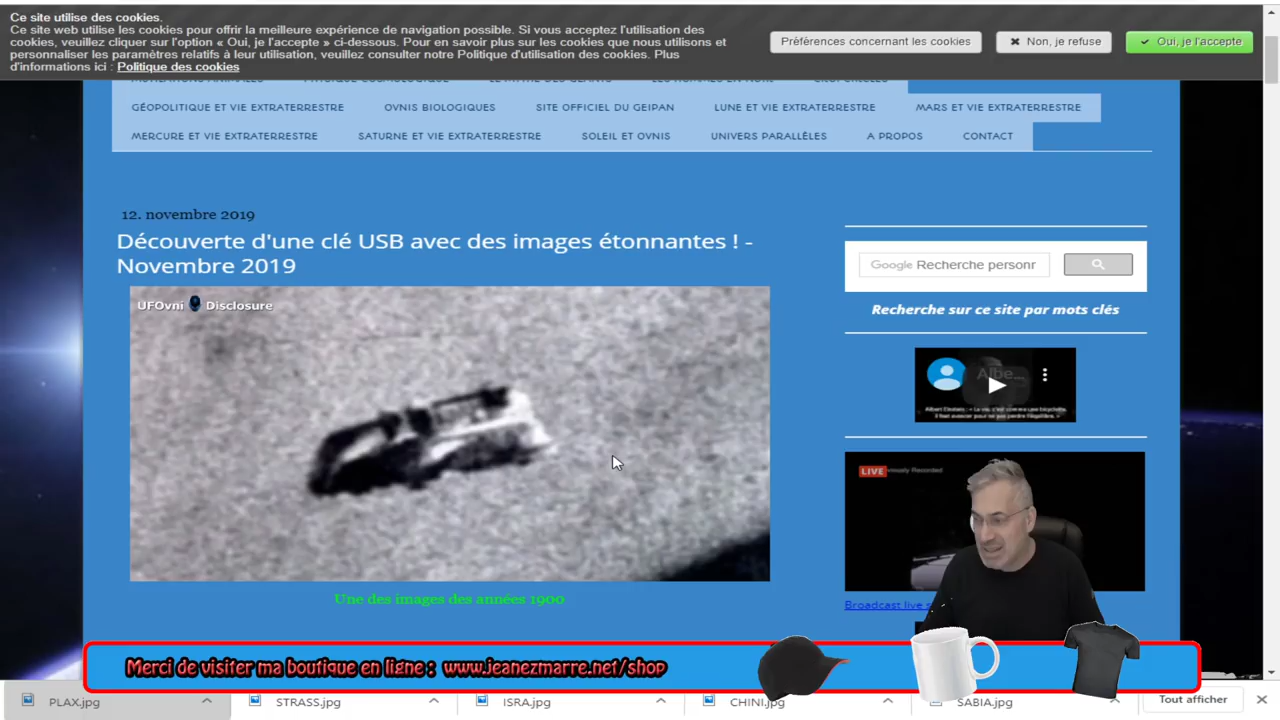 Ce site utilise des cookies.
Ce site web utilise les cookies pour offrir la meilleure expérience de navigation possible. Si vous acceptez l'utilisation des
cookies, veuillez cliquer sur l'option « Oui, je l'accepte » ci-dessous. Pour en savoir plus sur les cookies que nous utilisons et
personnaliser les paramètres relatifs à leur utilisation, veuillez consulter notre Politique d'utilisation des cookies. Plus
d'informations ici : Politique des cookies
Préférences concernant les cookies
Non, je refuse
Oui, je l'accepte
GÉOPOLITIQUE ET VIE EXTRATERRESTRE OVNIS BIOLOGIQUES SITE OFFICIEL DU GEIPAN LUNE ET VIE EXTRATERRESTRE MARS ET VIE EXTRATERRESTRE
MERCURE ET VIE EXTRATERRESTRE SATURNE ET VIE EXTRATERRESTRE SOLEIL ET OVNIS UNIVERS PARALLÈLES A PROPOS CONTACT
12. novembre 2019
Découverte d'une clé USB avec des images étonnantes ! -
Novembre 2019
UFOvni Disclosure
Une des images des années 1900
Google Recherche personr
Recherche sur ce site par mots clés
Albe...
LIVE
Broadcast live
Merci de visiter ma boutique en ligne : www.jeanezmarre.net/shop
PLAX.jpg STRASS.jpg ISRA.jpg CHINI.jpg SABIA.jpg Tout afficher